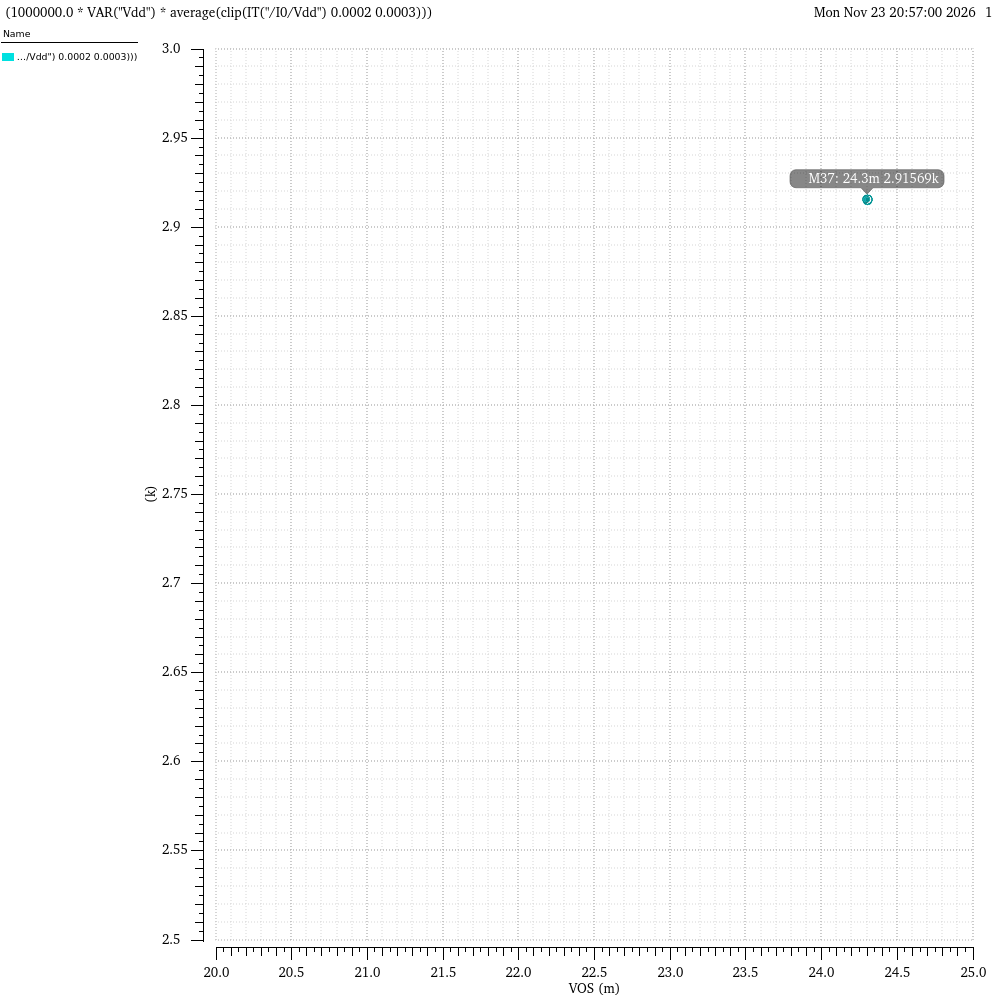 (1000000.0 * VAR("Vdd") * average(clip(IT("/I0/Vdd") 0.0002 0.0003)))
Mon Nov 23 20:57:00 2026 1
Name
.../Vdd") 0.0002 0.0003)))
3.0
2.95
M37: 24.3m 2.91569k
2.9
2.85
2.8
2.75
(k)
2.7
2.65
2.6
2.55
2.5
20.0 20.5 21.0 21.5 22.0 22.5 23.0 23.5 24.0 24.5 25.0
VOS (m)